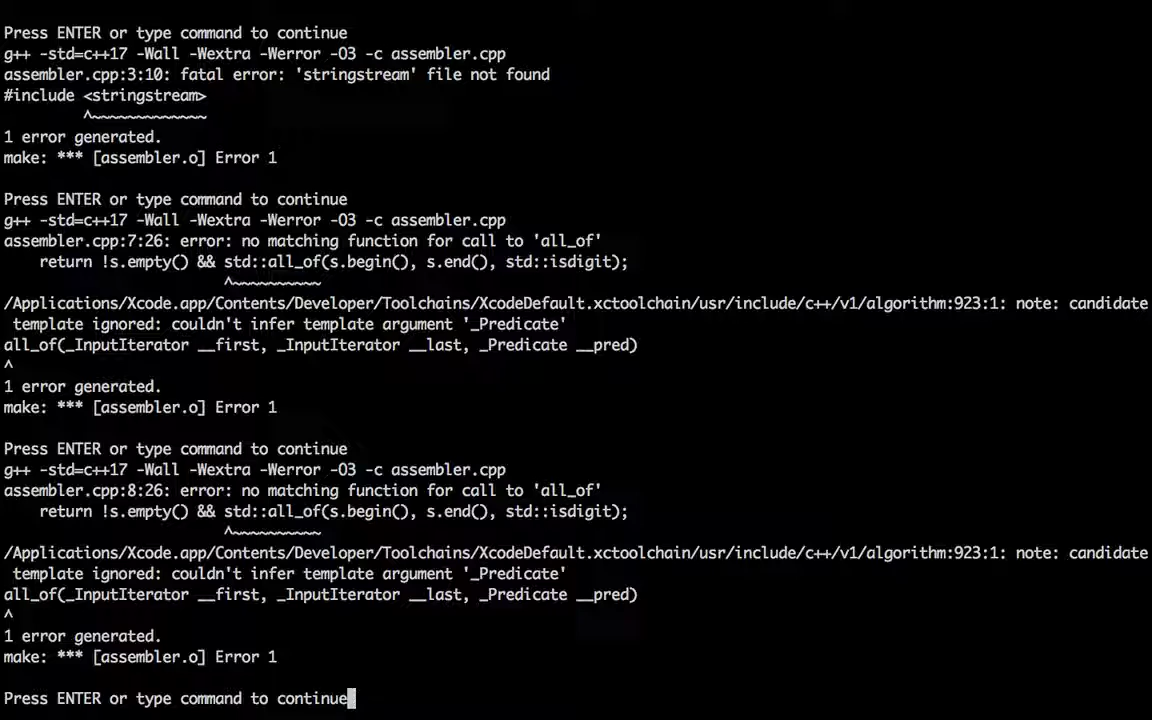 Press ENTER or type command to continue
g++ -std=c++17 -Wall -Wextra -Werror -O3 -c assembler.cpp
assembler.cpp:3:10: fatal error: 'stringstream' file not found
#include <stringstream>
         ^~~~~~~~~~~~~~
1 error generated.
make: *** [assembler.o] Error 1

Press ENTER or type command to continue
g++ -std=c++17 -Wall -Wextra -Werror -O3 -c assembler.cpp
assembler.cpp:7:26: error: no matching function for call to 'all_of'
    return !s.empty() && std::all_of(s.begin(), s.end(), std::isdigit);
                         ^~~~~~~~~~~
/Applications/Xcode.app/Contents/Developer/Toolchains/XcodeDefault.xctoolchain/usr/include/c++/v1/algorithm:923:1: note: candidate
 template ignored: couldn't infer template argument '_Predicate'
all_of(_InputIterator __first, _InputIterator __last, _Predicate __pred)
^
1 error generated.
make: *** [assembler.o] Error 1

Press ENTER or type command to continue
g++ -std=c++17 -Wall -Wextra -Werror -O3 -c assembler.cpp
assembler.cpp:8:26: error: no matching function for call to 'all_of'
    return !s.empty() && std::all_of(s.begin(), s.end(), std::isdigit);
                         ^~~~~~~~~~~
/Applications/Xcode.app/Contents/Developer/Toolchains/XcodeDefault.xctoolchain/usr/include/c++/v1/algorithm:923:1: note: candidate
 template ignored: couldn't infer template argument '_Predicate'
all_of(_InputIterator __first, _InputIterator __last, _Predicate __pred)
^
1 error generated.
make: *** [assembler.o] Error 1

Press ENTER or type command to continue